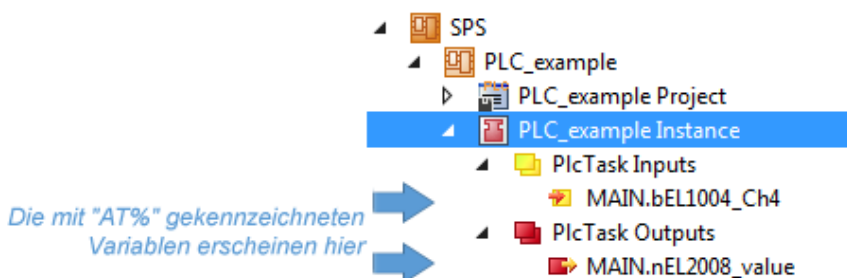 SPS
PLC_example
PLC_example Project
PLC_example Instance
PlcTask Inputs
MAIN.bEL1004_Ch4
Die mit "AT%" gekennzeichneten
Variablen erscheinen hier
PlcTask Outputs
MAIN.nEL2008_value